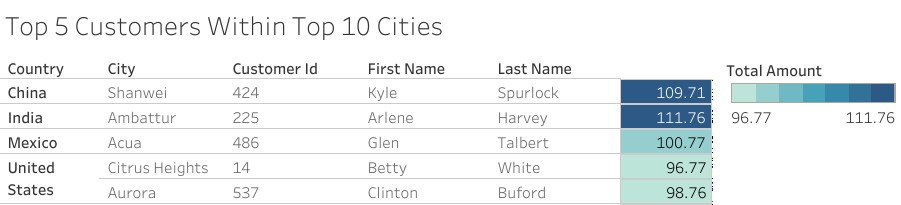 Top 5 Customers Within Top 10 Cities
Country City Customer Id First Name Last Name
China Shanwei 424 Kyle Spurlock 109.71
India Ambattur 225 Arlene Harvey 111.76
Mexico Acua 486 Glen Talbert 100.77
United States Citrus Heights 14 Betty White 96.77
Aurora 537 Clinton Buford 98.76
Total Amount
96.77 111.76